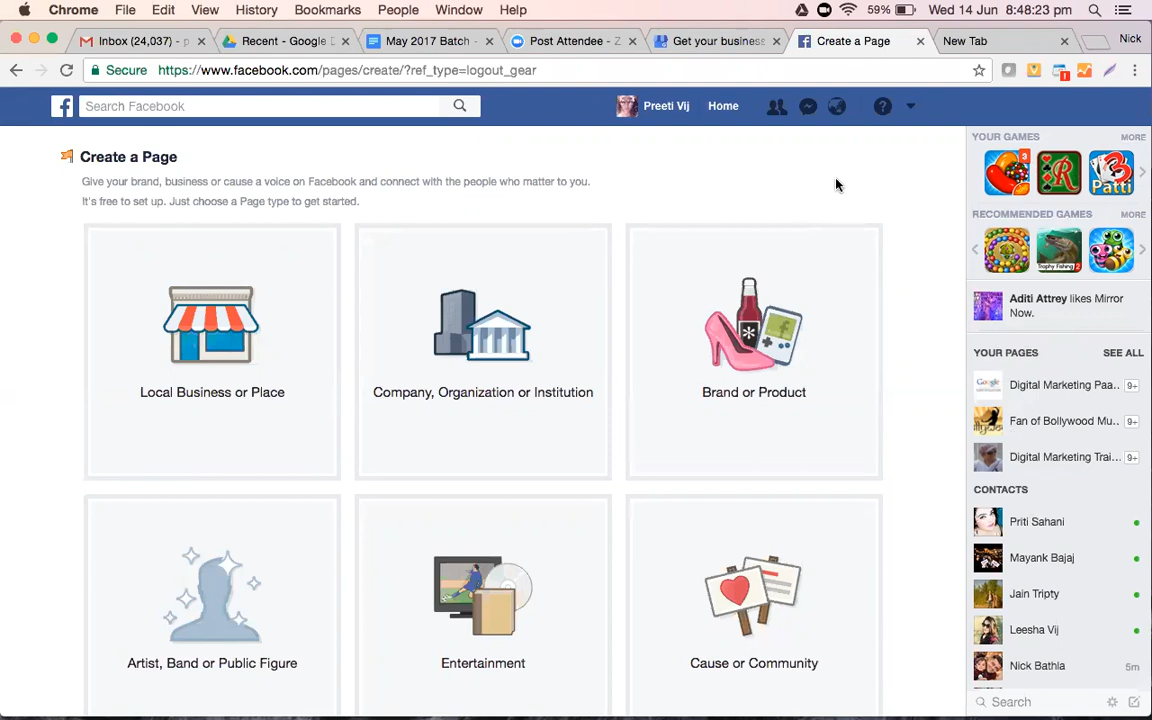 Chrome File Edit View History Bookmarks People Window Help 59% Wed 14 Jun 8:48:23 pm
Inbox (24,037) - p Recent - Google D May 2017 Batch - Post Attendee - Z Get your business Create a Page New Tab Nick
Secure https://www.facebook.com/pages/create/?ref_type=logout_gear
Search Facebook Preeti Vij Home
YOUR GAMES MORE
Create a Page
Give your brand, business or cause a voice on Facebook and connect with the people who matter to you.
It's free to set up. Just choose a Page type to get started.
3
R
3
Patti
RECOMMENDED GAMES MORE
Trophy Fishing 2
Aditi Attrey likes Mirror
Now.
YOUR PAGES SEE ALL
Google
Digital Marketing Paa.. 9+
Fan of Bollywood Mu.. 9+
Digital Marketing Trai... 9+
Local Business or Place Company, Organization or Institution Brand or Product
CONTACTS
Priti Sahani
Mayank Bajaj
Jain Tripty
Leesha Vij
Nick Bathla 5m
Artist, Band or Public Figure Entertainment Cause or Community
Search